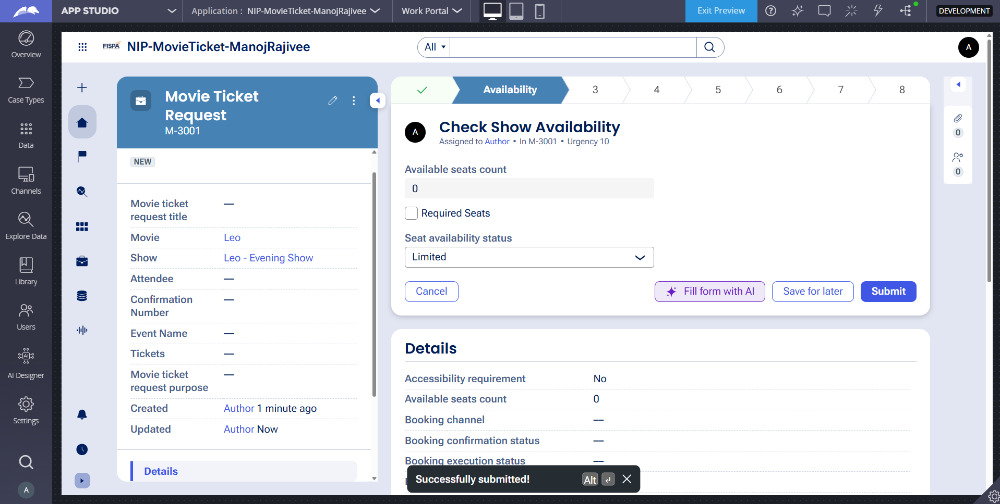 APP STUDIO
Application : NIP-MovieTicket-ManojRajivee
Work Portal
Exit Preview
DEVELOPMENT
Overview
Case Types
Data
Channels
Explore Data
Library
Users
AI Designer
Settings
A
FISPA
NIP-MovieTicket-ManojRajivee
All
A
Movie Ticket
Request
M-3001
NEW
Movie ticket
request title
––
Movie
Leo
Show
Leo - Evening Show
Attendee
––
Confirmation
Number
––
Event Name
––
Tickets
––
Movie ticket
request purpose
––
Created
Author 1 minute ago
Updated
Author Now
Details
Availability
3
4
5
6
7
8
A
Check Show Availability
Assigned to Author • In M-3001 • Urgency 10
Available seats count
0
Required Seats
Seat availability status
Limited
Cancel
Fill form with AI
Save for later
Submit
0
0
Details
Accessibility requirement
No
Available seats count
0
Booking channel
––
Booking confirmation status
––
Booking execution status
––
Successfully submitted!
Alt